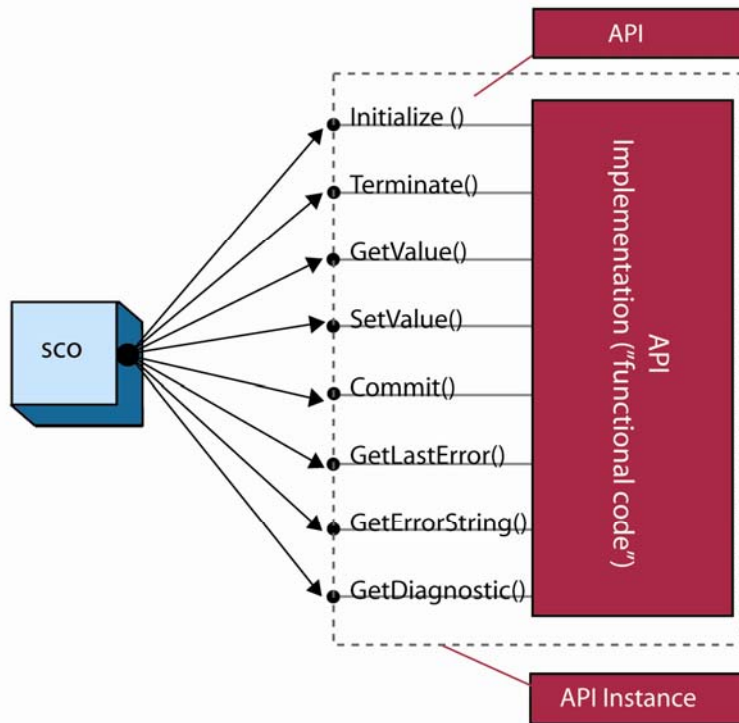 API
Initialize ()
Terminate()
GetValue()
SetValue()
Commit()
GetLastError()
GetErrorString()
GetDiagnostic()
SCO
API
Implementation ("functional code")
API Instance